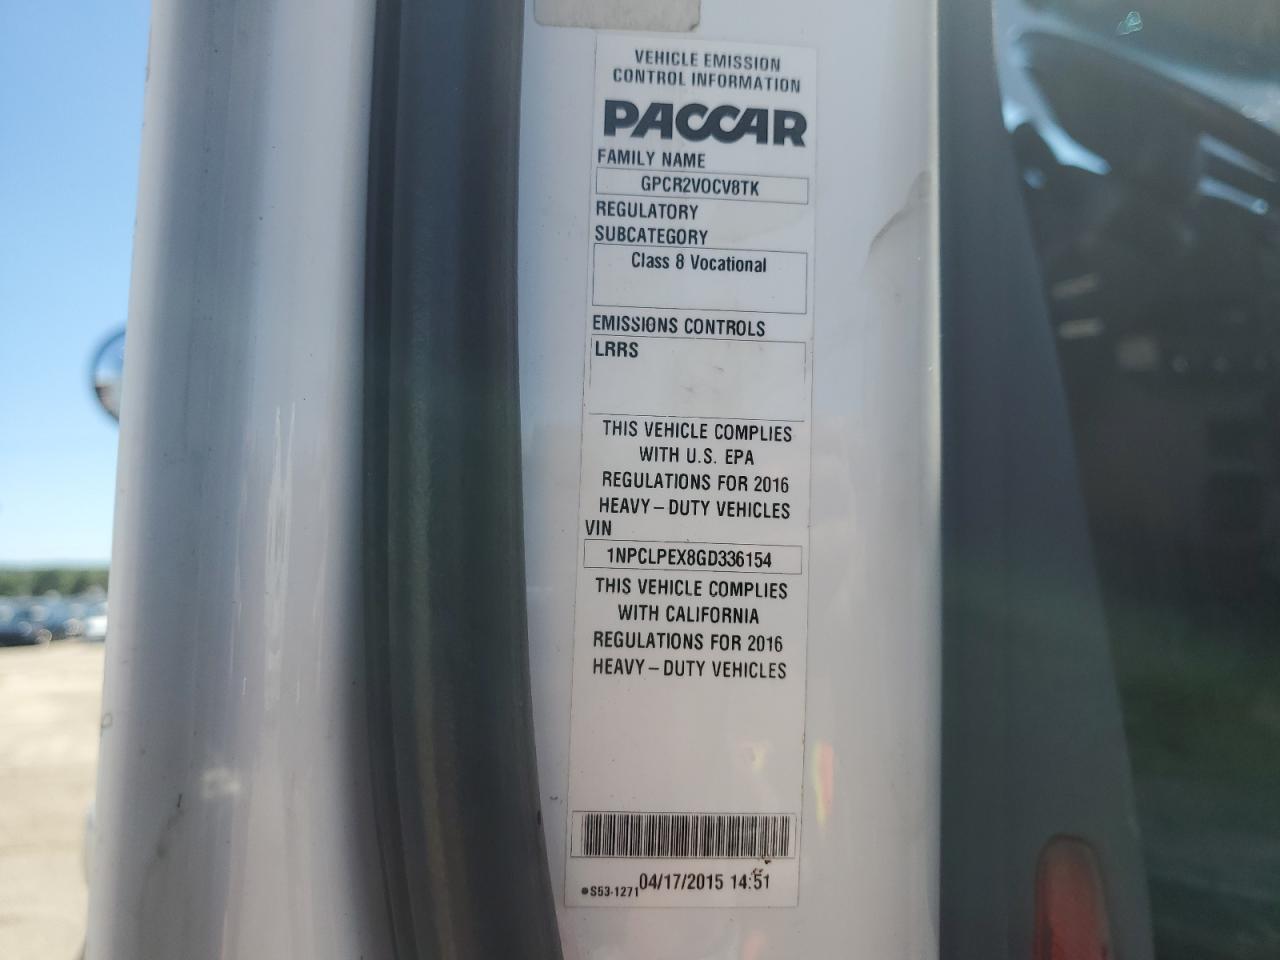 VEHICLE EMISSION
CONTROL INFORMATION
PACCAR
FAMILY NAME
GPCR2VOCV8TK
REGULATORY
SUBCATEGORY
Class 8 Vocational
EMISSIONS CONTROLS
LRRS
THIS VEHICLE COMPLIES
WITH U.S. EPA
REGULATIONS FOR 2016
HEAVY–DUTY VEHICLES
VIN
1NPCLPEX8GD336154
THIS VEHICLE COMPLIES
WITH CALIFORNIA
REGULATIONS FOR 2016
HEAVY–DUTY VEHICLES
●S53-1271 04/17/2015 14:51